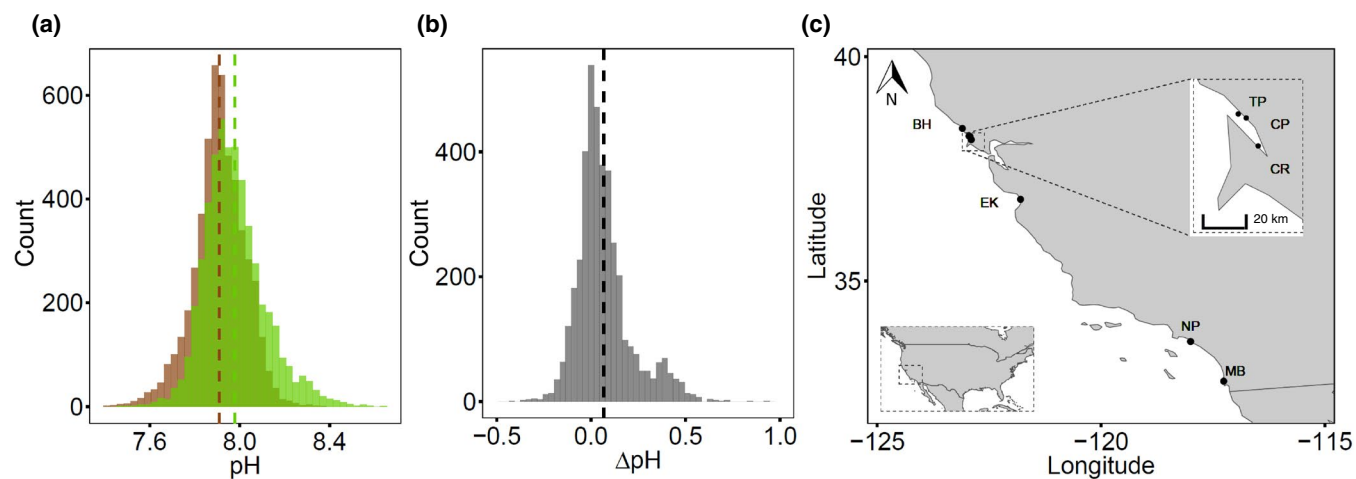 (a)
600
400
200
0
Count
7.6 8.0 8.4
pH
(b)
400
200
0
Count
−0.5 0.0 0.5 1.0
ΔpH
(c)
40
35
Latitude
N
BH
EK
NP
MB
TP
CP
CR
20 km
−125 −120 −115
Longitude